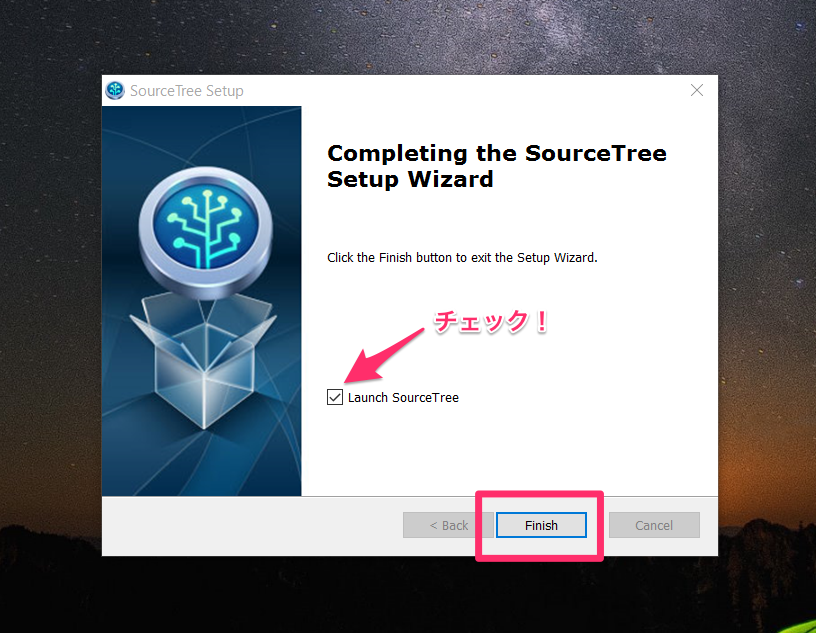 SourceTree Setup
Completing the SourceTree
Setup Wizard
Click the Finish button to exit the Setup Wizard.
チェック！
Launch SourceTree
< Back
Finish
Cancel